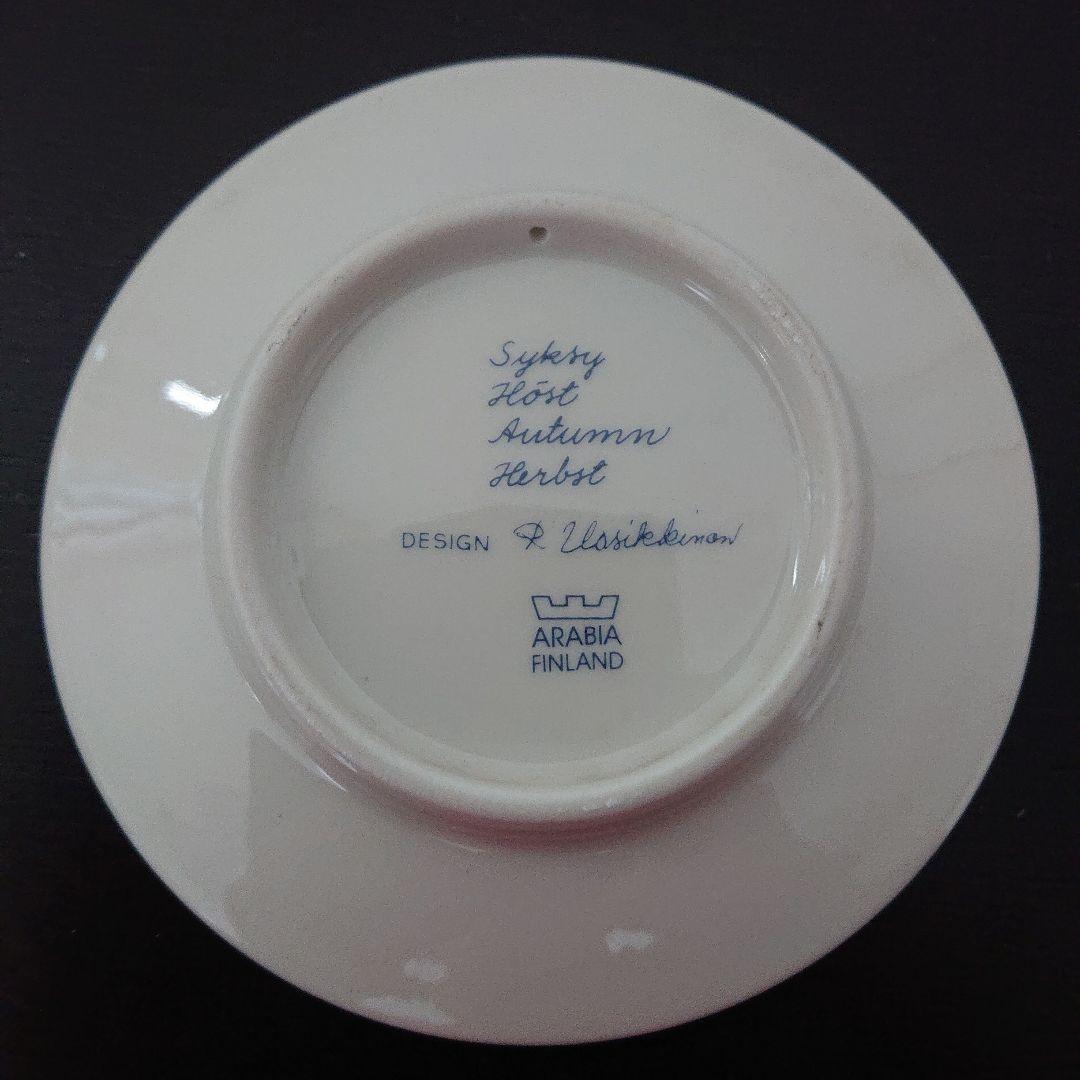 Syksy
Höst
Autumn
Herbst
DESIGN R Uosikkinen
ARABIA
FINLAND